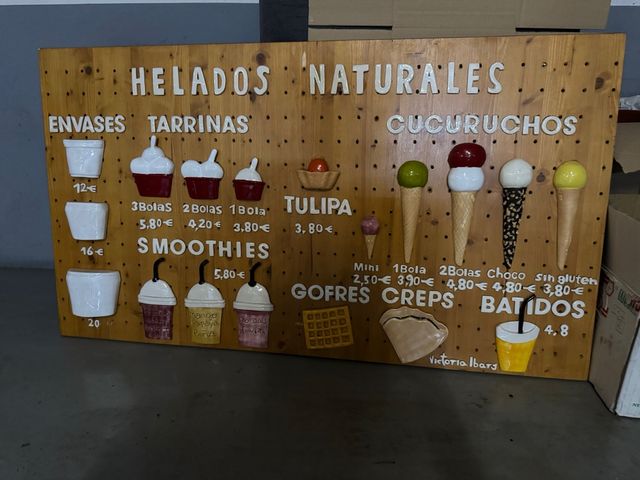 HELADOS NATURALES
ENVASES
12€
16€
20
TARRINAS
3Bolas
5,80€
2Bolas
4,20€
1Bola
3,80€
SMOOTHIES
5,80€
TULIPA
3,80€
GOFRES CREPS
CUCURUCHOS
Mini
2,50€
1Bola
3,90€
2Bolas
4,80€
Choco
4,80€
Sin gluten
3,80€
BATIDOS
4,8
Victoria Ibars